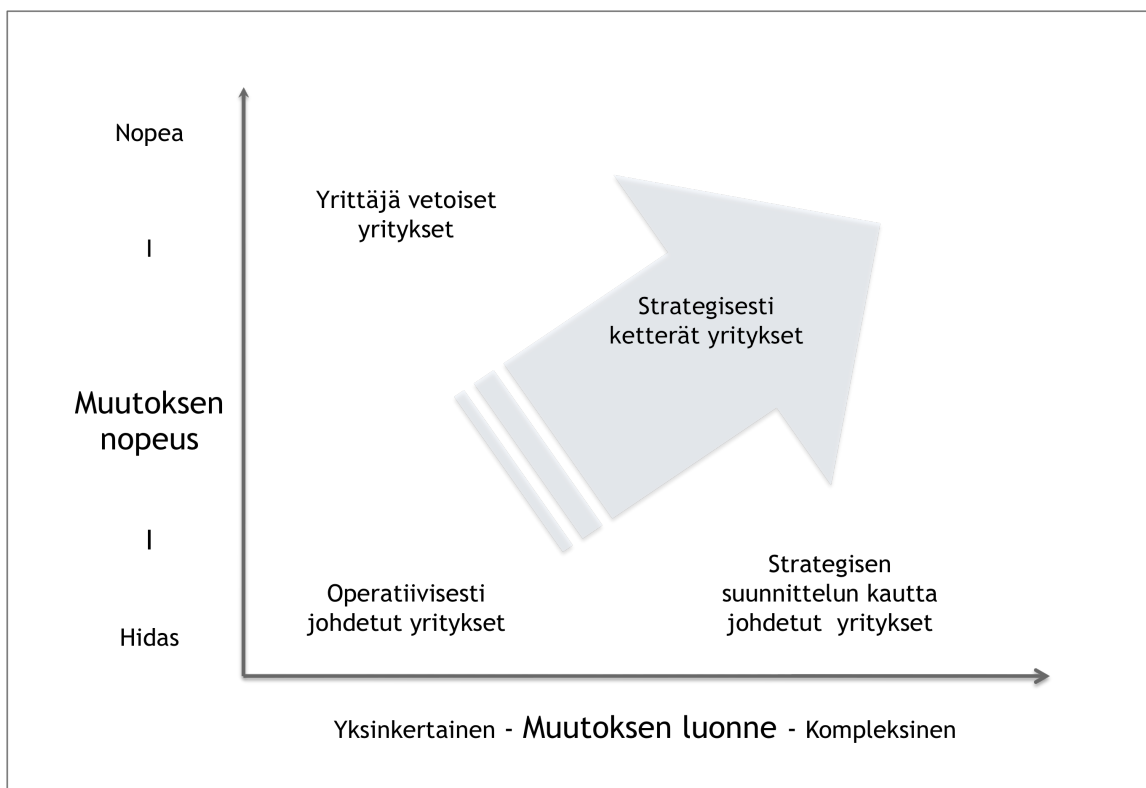 Nopea
Yrittäjä vetoiset
yritykset
I
Strategisesti
ketterät yritykset
Muutoksen
nopeus
I
Operatiivisesti
johdetut yritykset
Strategisen
suunnittelun kautta
johdetut  yritykset
Hidas
Yksinkertainen - Muutoksen luonne - Kompleksinen